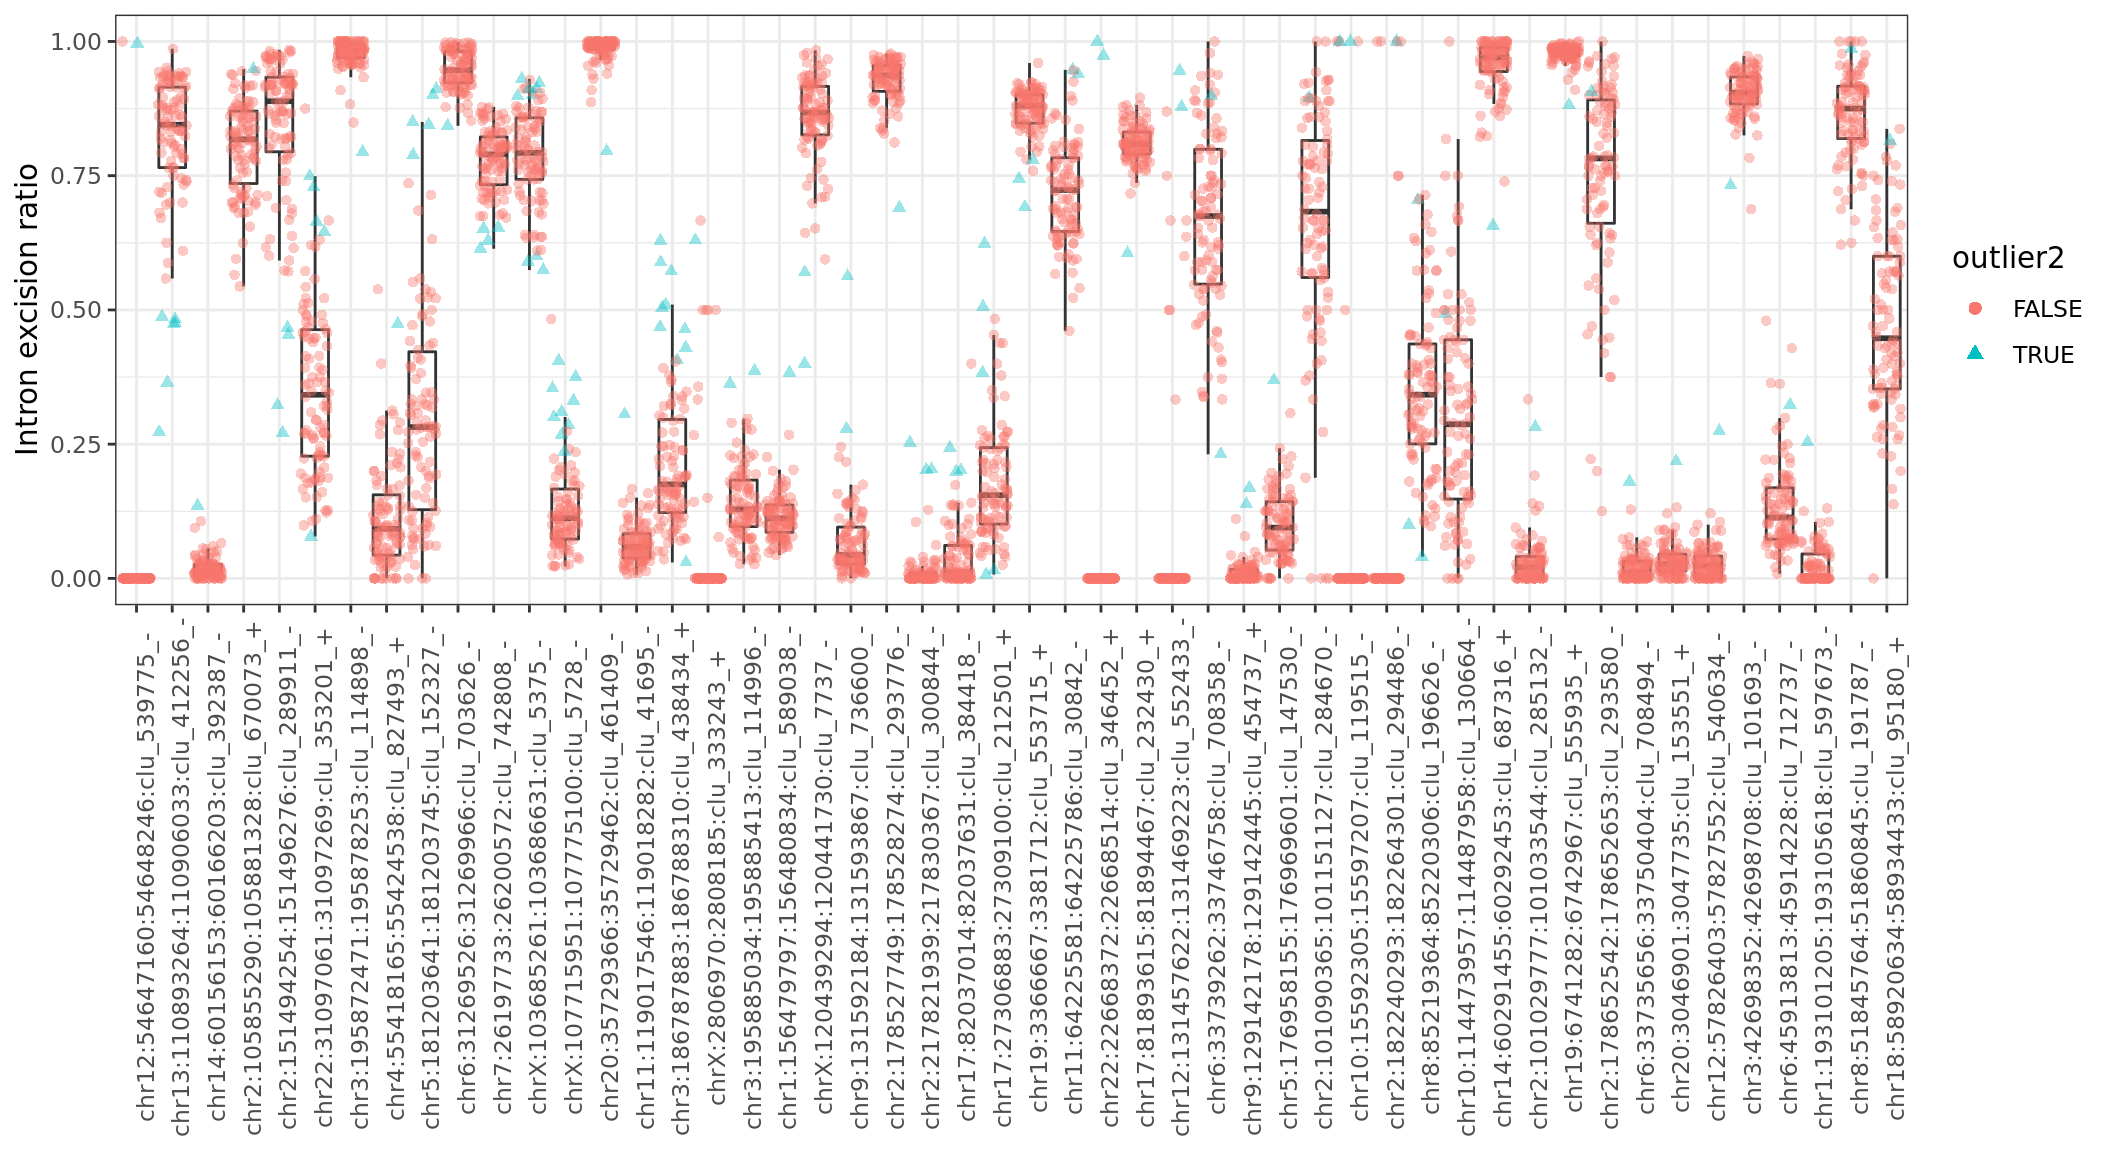 Intron excision ratio
1.00
0.75
0.50
0.25
0.00
chr12:54647160:54648246:clu_539775_-
chr13:110893264:110906033:clu_412256_-
chr14:60156153:60166203:clu_392387_-
chr2:105855290:105881328:clu_670073_+
chr2:151494254:151496276:clu_289911_-
chr22:31097061:31097269:clu_353201_+
chr3:195872471:195878253:clu_114898_-
chr4:55418165:55424538:clu_827493_+
chr5:181203641:181203745:clu_152327_-
chr6:31269526:31269966:clu_703626_-
chr7:26197733:26200572:clu_742808_-
chrX:103685261:103686631:clu_5375_-
chrX:107715951:107775100:clu_57728_-
chr20:35729366:35729462:clu_461409_-
chr11:119017546:119018282:clu_41695_-
chr3:186787883:186788310:clu_438434_+
chrX:2806970:2808185:clu_333243_+
chr3:195885034:195885413:clu_114996_-
chr1:156479797:156480834:clu_589038_-
chrX:120439294:120441730:clu_7737_-
chr9:131592184:131593867:clu_736600_-
chr2:178527749:178528274:clu_293776_-
chr2:217821939:217830367:clu_300844_-
chr17:82037014:82037631:clu_384418_-
chr17:27306883:27309100:clu_212501_+
chr19:3366667:3381712:clu_553715_+
chr11:64225581:64225786:clu_30842_-
chr22:22668372:22668514:clu_346452_+
chr17:81893615:81894467:clu_232430_+
chr12:131457622:131469223:clu_552433_-
chr6:33739262:33746758:clu_708358_-
chr9:129142178:129142445:clu_454737_+
chr5:176958155:176969601:clu_147530_-
chr2:101090365:101151127:clu_284670_-
chr10:15592305:15597207:clu_119515_-
chr2:182240293:182264301:clu_294486_-
chr8:85219364:85220306:clu_196626_-
chr10:114473957:114487958:clu_130664_-
chr14:60291455:60292453:clu_687316_+
chr2:101029777:101033544:clu_285132_-
chr19:6741282:6742967:clu_555935_+
chr2:178652542:178652653:clu_293580_-
chr6:33735656:33750404:clu_708494_-
chr20:3046901:30477735:clu_153551_+
chr12:57826403:57827552:clu_540634_-
chr3:42698352:42698708:clu_101693_-
chr6:45913813:45914228:clu_712737_-
chr1:193101205:193105618:clu_597673_-
chr8:51845764:51860845:clu_191787_-
chr18:58920634:58934433:clu_95180_+
outlier2
FALSE
TRUE